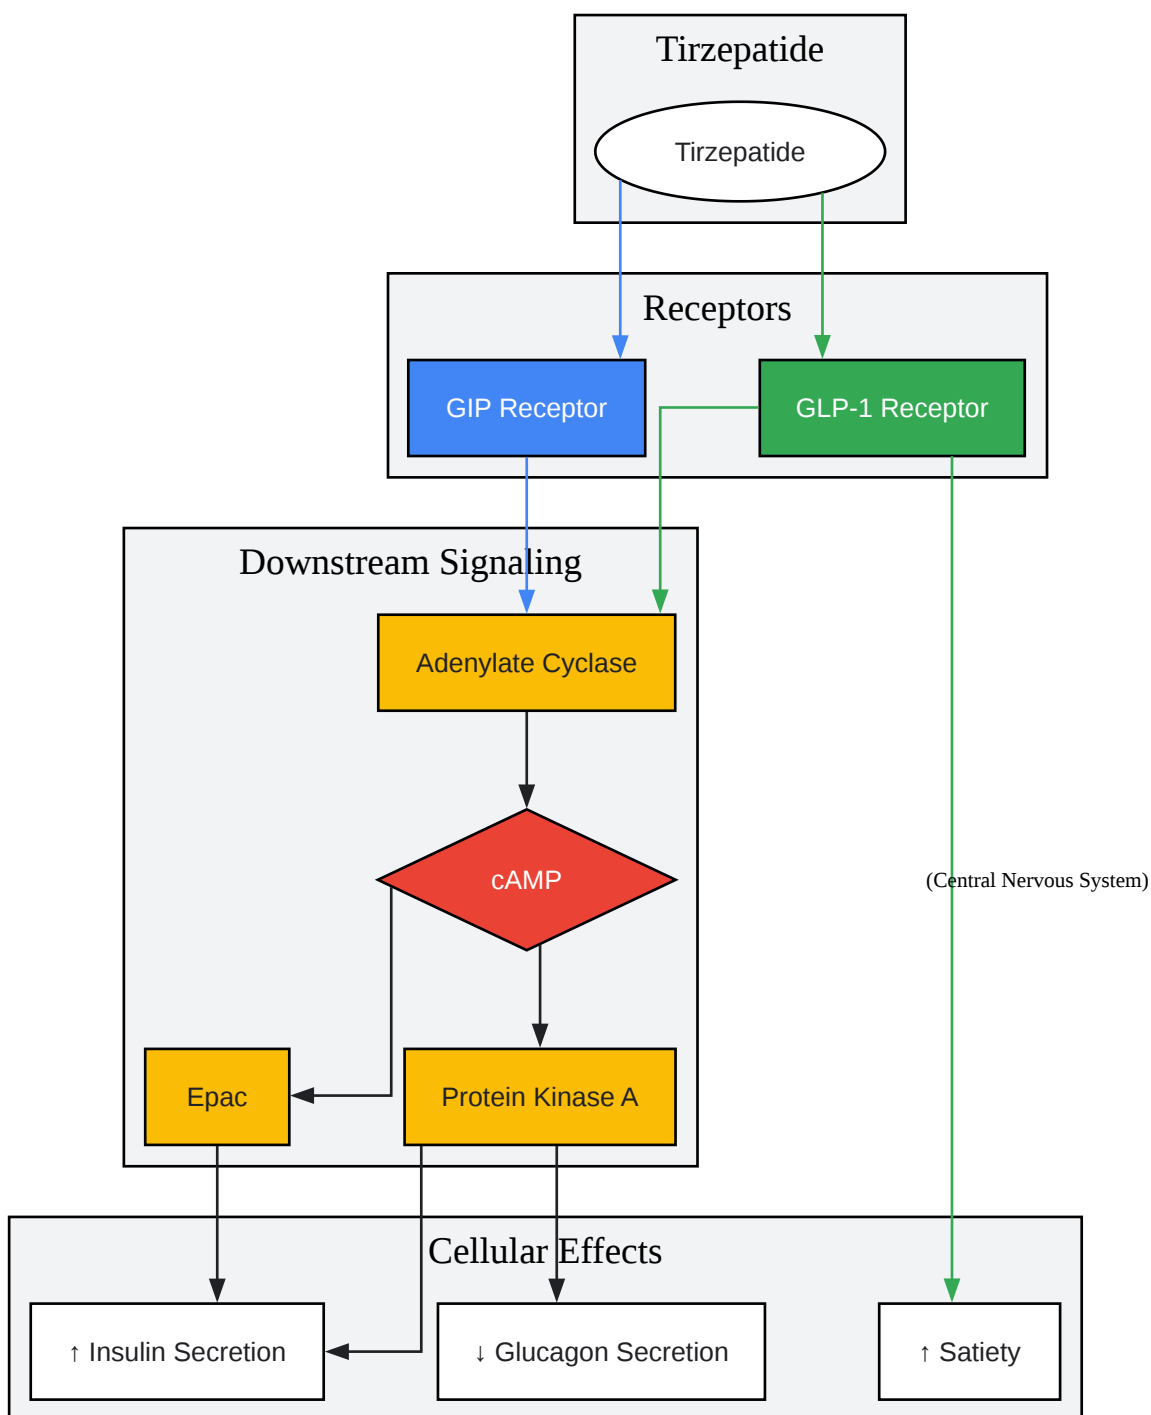 Tirzepatide
Tirzepatide
Receptors
GIP Receptor
GLP-1 Receptor
Downstream Signaling
Adenylate Cyclase
cAMP
(Central Nervous System)
Epac
Protein Kinase A
Cellular Effects
↑ Insulin Secretion
↓ Glucagon Secretion
↑ Satiety